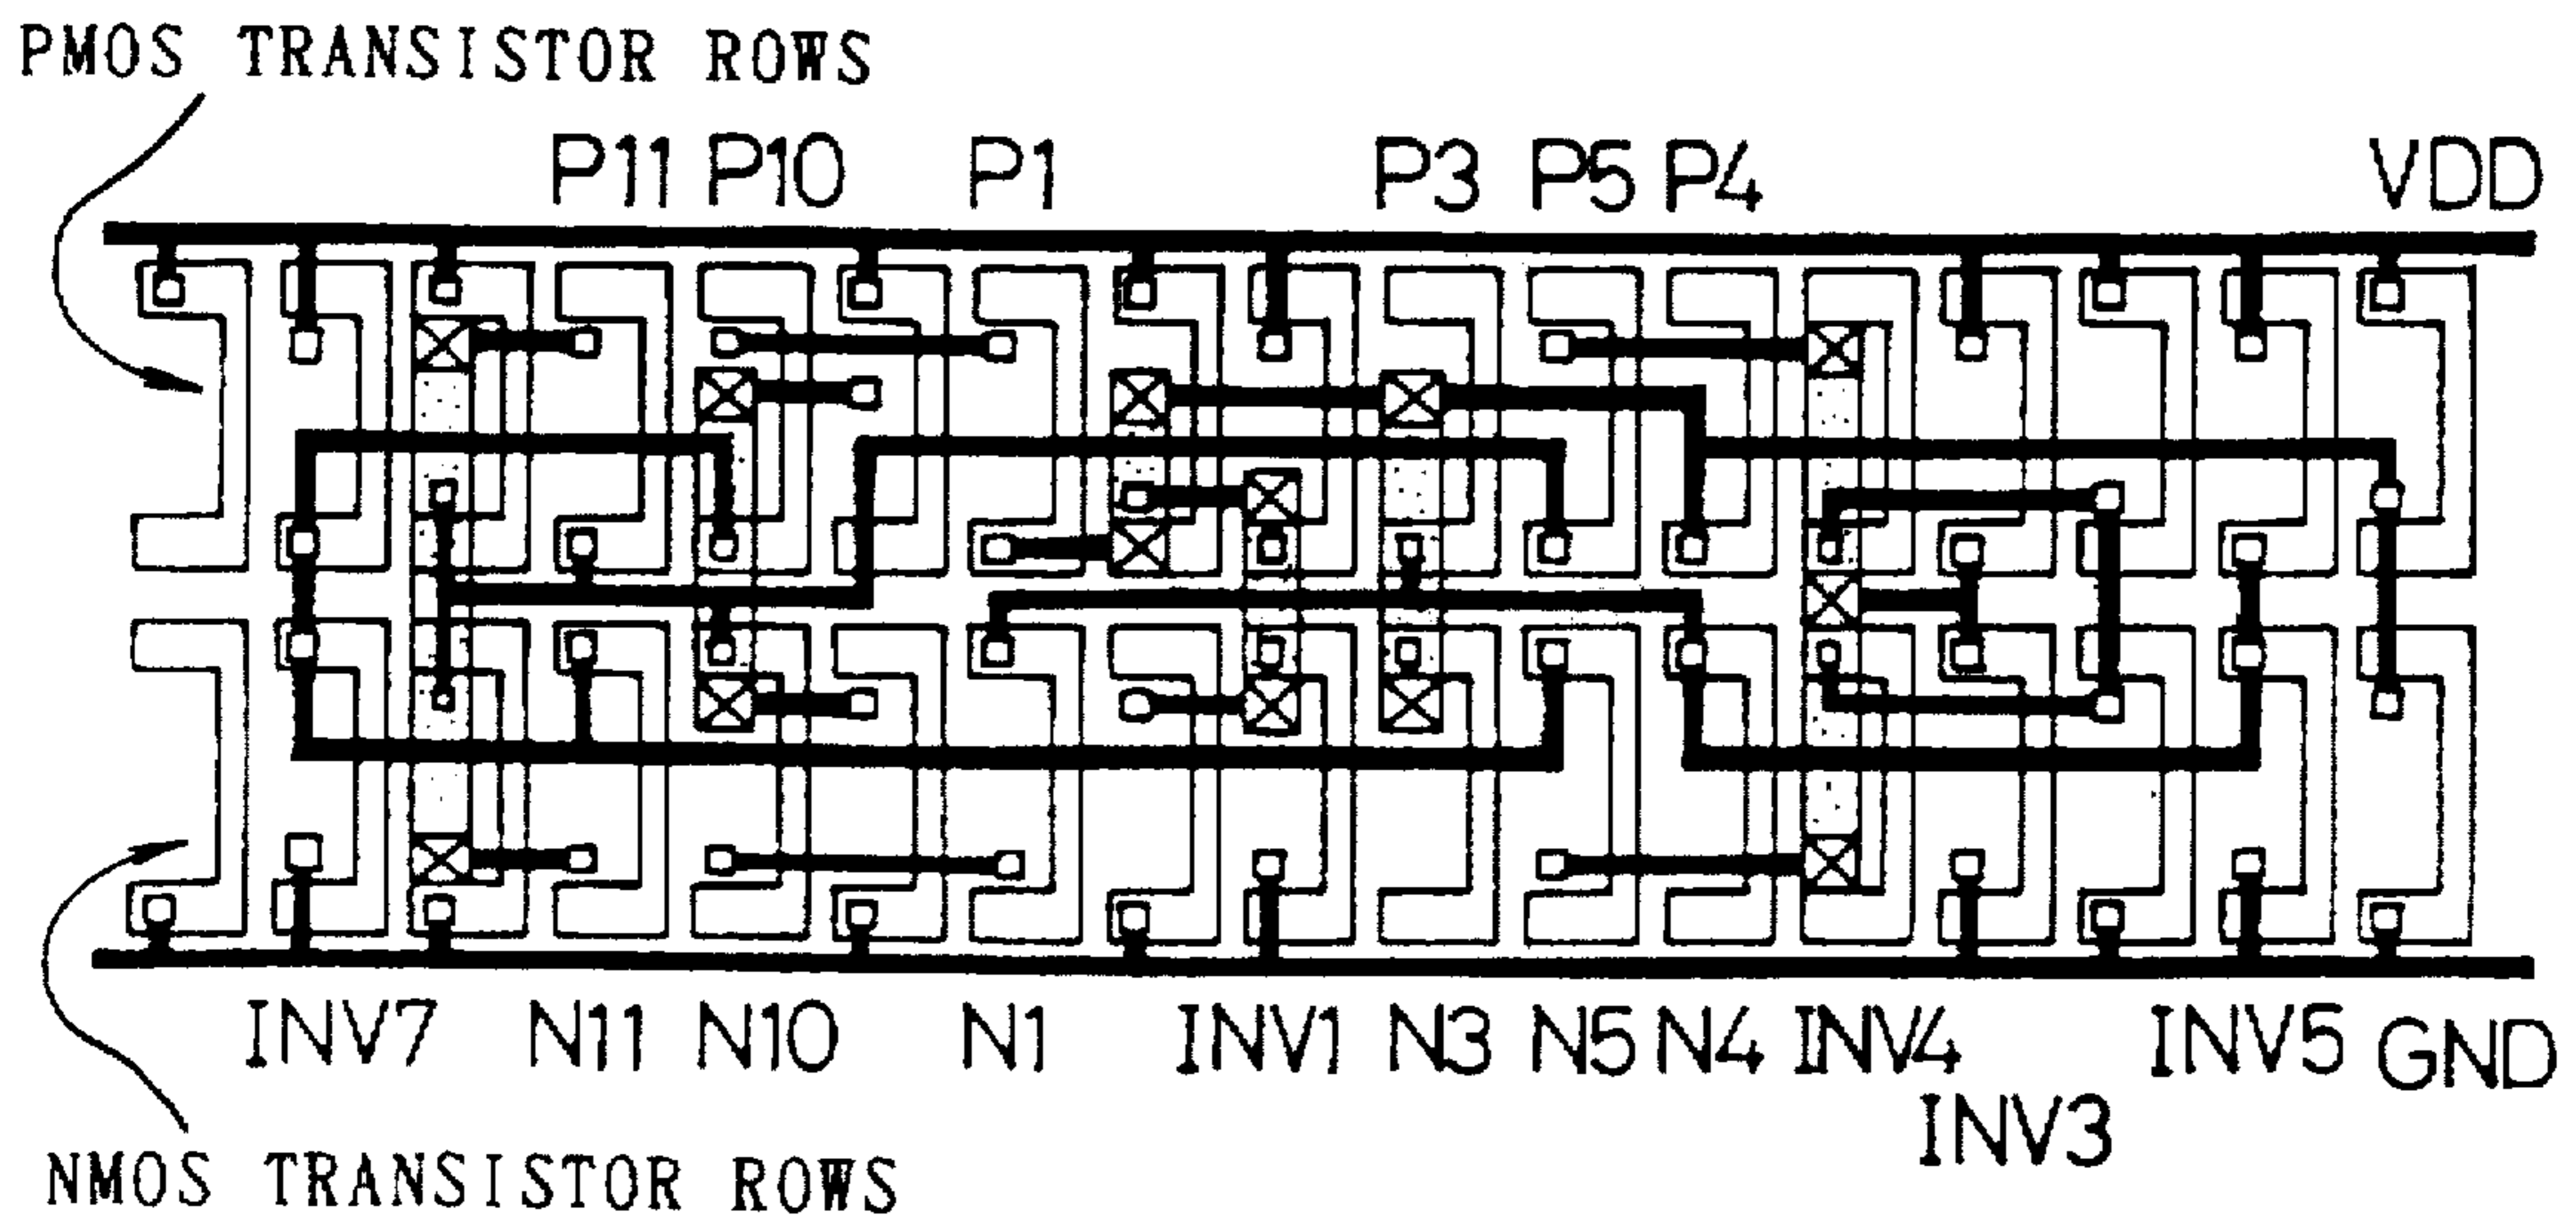 PMOS TRANSISTOR ROWS
P11 P10 P1 P3 P5 P4 VDD
INV7 N11 N10 N1 INV1 N3 N5 N4 INV4 INV5 GND
INV3
NMOS TRANSISTOR ROWS